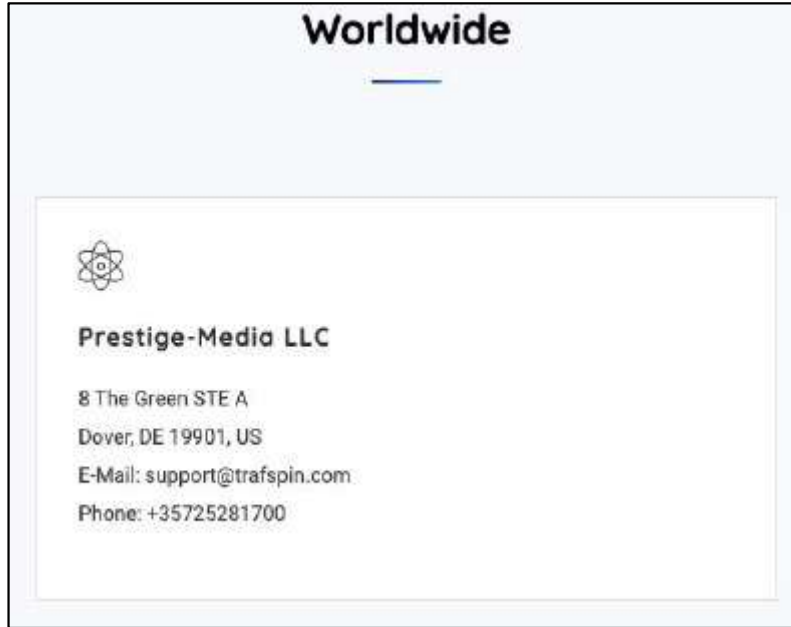 Worldwide
Prestige-Media LLC
8 The Green STE A
Dover, DE 19901, US
E-Mail: support@trafspin.com
Phone: +35725281700